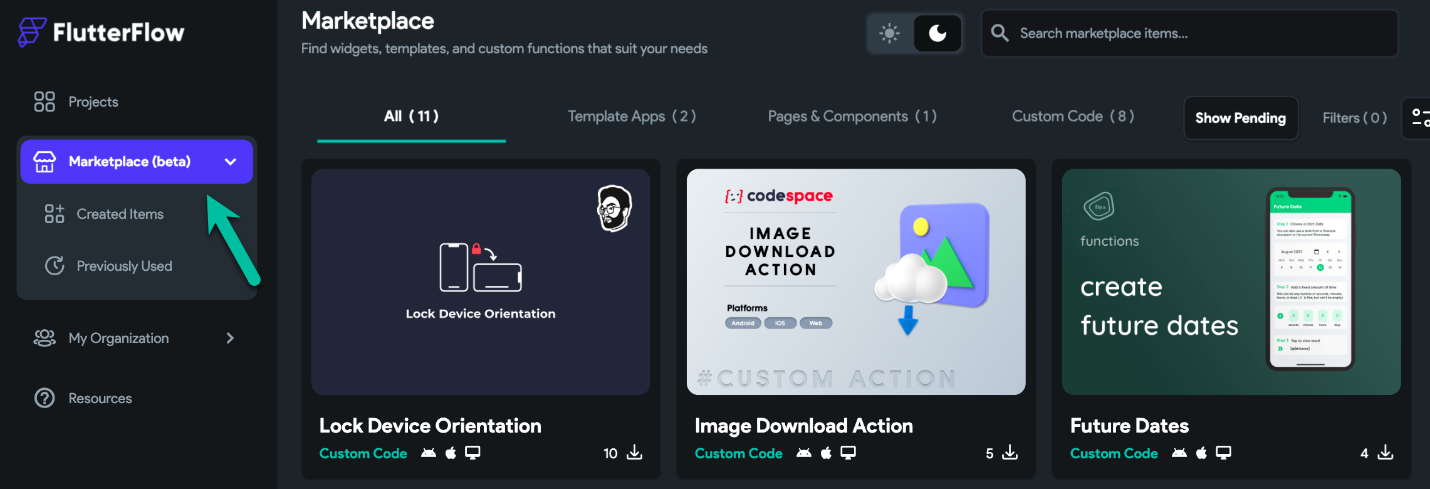 FlutterFlow
Projects
Marketplace (beta)
Created Items
Previously Used
My Organization
Resources
Marketplace
Find widgets, templates, and custom functions that suit your needs
Search marketplace items...
All ( 11 )
Template Apps ( 2 )
Pages & Components ( 1 )
Custom Code ( 8 )
Show Pending
Filters ( 0 )
Lock Device Orientation
Lock Device Orientation
Custom Code
10
codespace
IMAGE
DOWNLOAD
ACTION
Platforms
Android iOS Web
#CUSTOM ACTION
Image Download Action
Custom Code
5
flex
functions
create
future dates
Future Date
August 2022
Future Dates
Custom Code
4